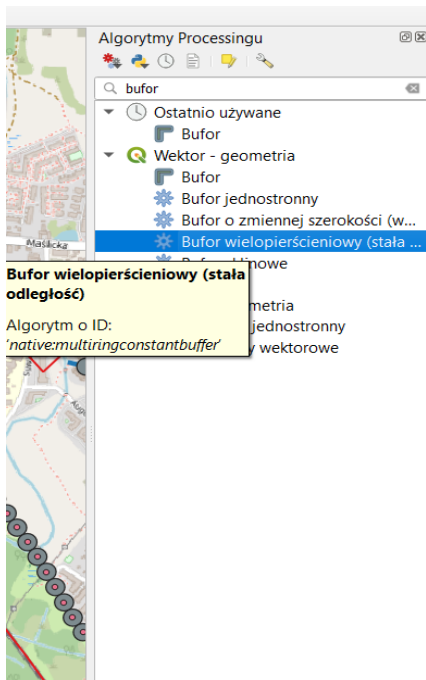 Algorytmy Processingu
bufor
Ostatnio używane
Bufor
Wektor - geometria
Bufor
Bufor jednostronny
Bufor o zmiennej szerokości (w...
Bufor wielopierścieniowy (stała ...
Maślicka
Bufor wielopierścieniowy (stała
odległość)
Algorytm o ID:
'native:multiringconstantbuffer'
jednostronny
wektorowe